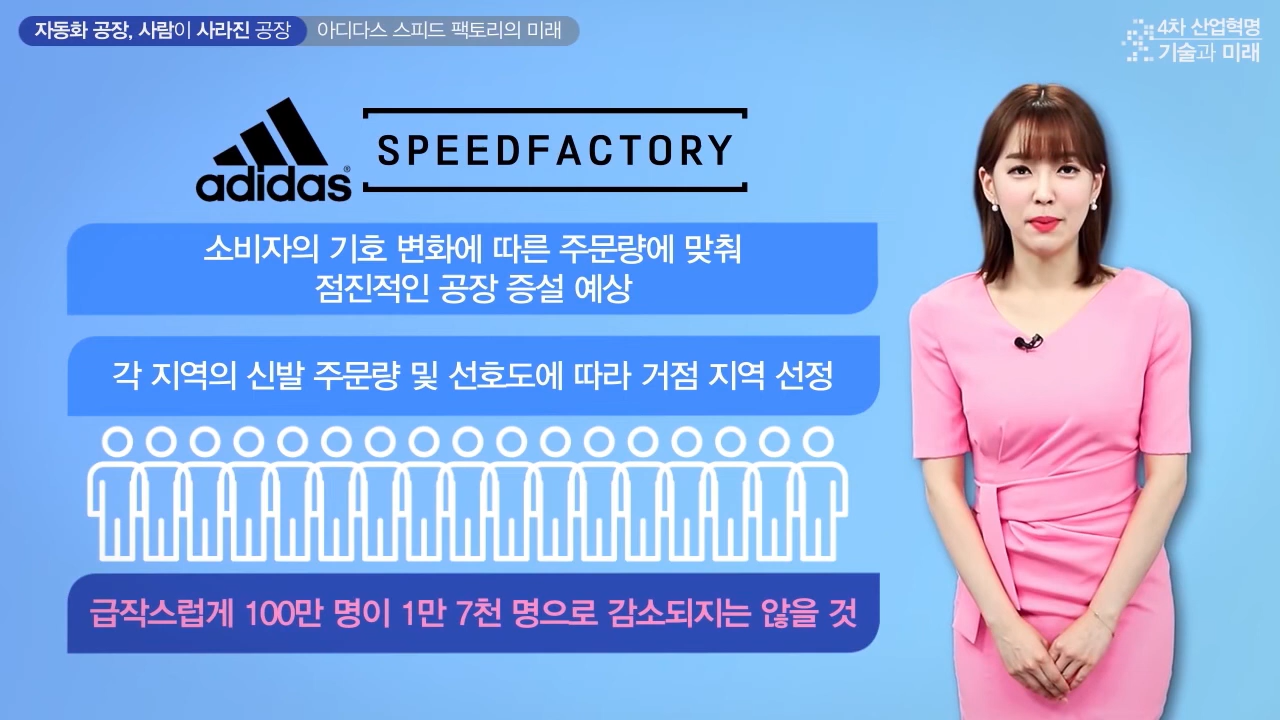 자동화 공장, 사람이 사라진 공장 아디다스 스피드 팩토리의 미래
4차 산업혁명
기술과 미래
adidas®
SPEEDFACTORY
소비자의 기호 변화에 따른 주문량에 맞춰
점진적인 공장 증설 예상
각 지역의 신발 주문량 및 선호도에 따라 거점 지역 선정
급작스럽게 100만 명이 1만 7천 명으로 감소되지는 않을 것